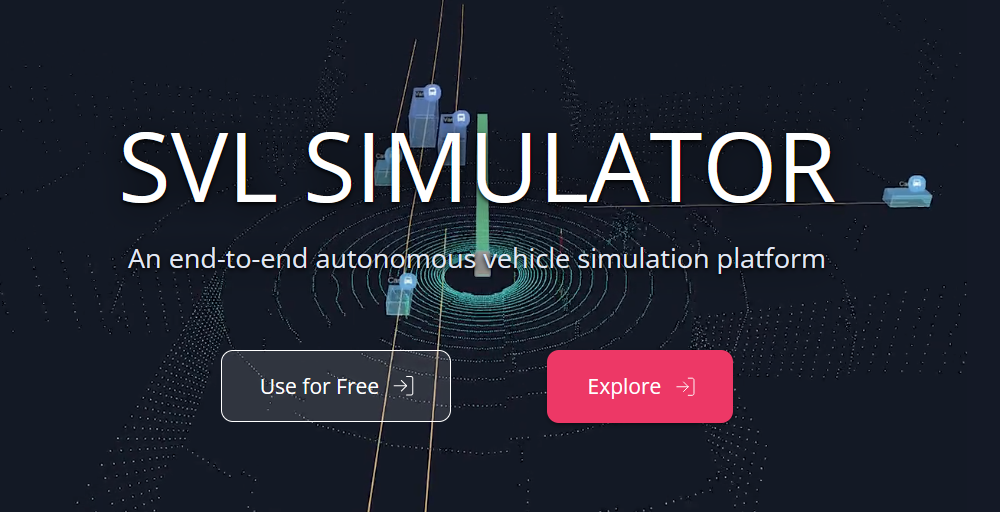 SVL SIMULATOR
An end-to-end autonomous vehicle simulation platform
Use for Free
Explore